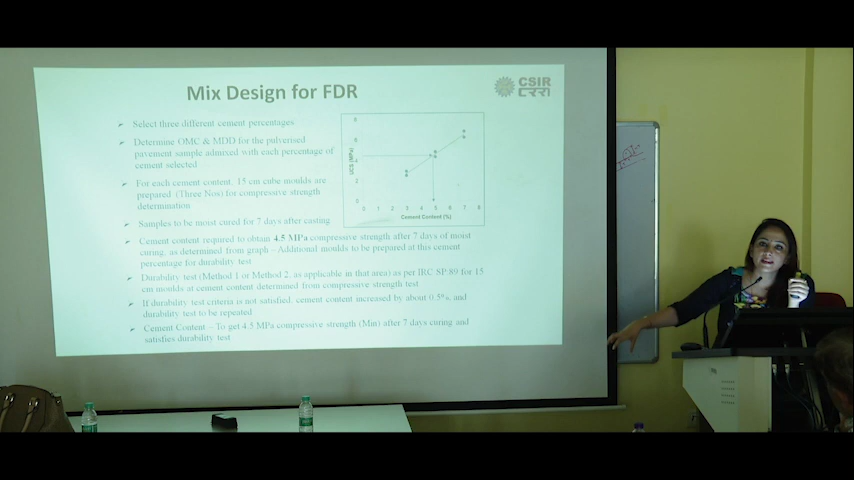 Mix Design for FDR
CSIR
➢ Select three different cement percentages
➢ Determine OMC & MDD for the pulverised
pavement sample admixed with each percentage of
cement selected
➢ For each cement content, 15 cm cube moulds are
prepared (Three Nos) for compressive strength
determination
➢ Samples to be moist cured for 7 days after casting
➢ Cement content required to obtain 4.5 MPa compressive strength after 7 days of moist
curing, as determined from graph –Additional moulds to be prepared at this cement
percentage for durability test
➢ Durability test (Method 1 or Method 2, as applicable in that area) as per IRC SP:89 for 15
cm moulds at cement content determined from compressive strength test
➢ If durability test criteria is not satisfied, cement content increased by about 0.5%, and
durability test to be repeated
➢ Cement Content – To get 4.5 MPa compressive strength (Min) after 7 days curing and
satisfies durability test
UCS (MPa)
8
6
4
2
0
0 1 2 3 4 5 6 7 8
Cement Content (%)